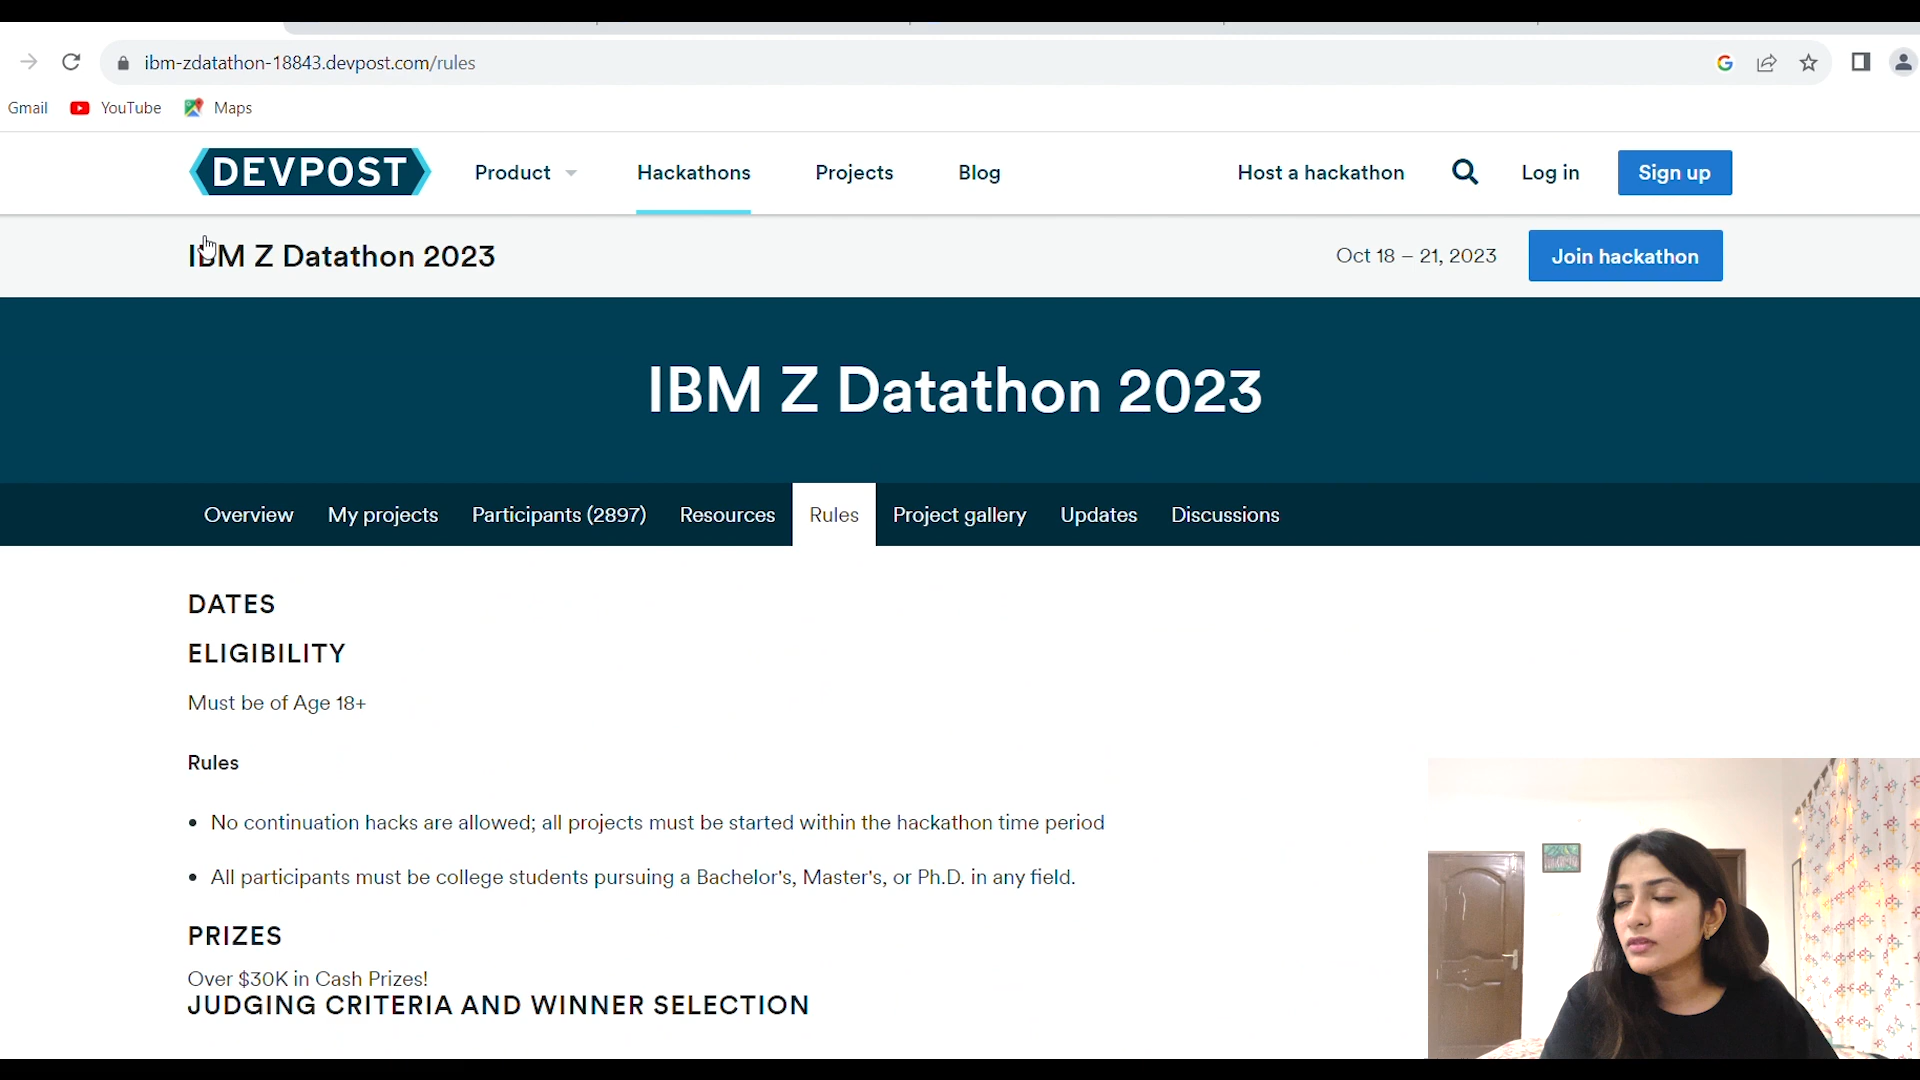 ibm-zdatathon-18843.devpost.com/rules
Gmail YouTube Maps
DEVPOST Product Hackathons Projects Blog Host a hackathon Log in Sign up
IBM Z Datathon 2023 Oct 18 – 21, 2023 Join hackathon
IBM Z Datathon 2023
Overview My projects Participants (2897) Resources Rules Project gallery Updates Discussions
DATES
ELIGIBILITY
Must be of Age 18+
Rules
• No continuation hacks are allowed; all projects must be started within the hackathon time period
• All participants must be college students pursuing a Bachelor's, Master's, or Ph.D. in any field.
PRIZES
Over $30K in Cash Prizes!
JUDGING CRITERIA AND WINNER SELECTION